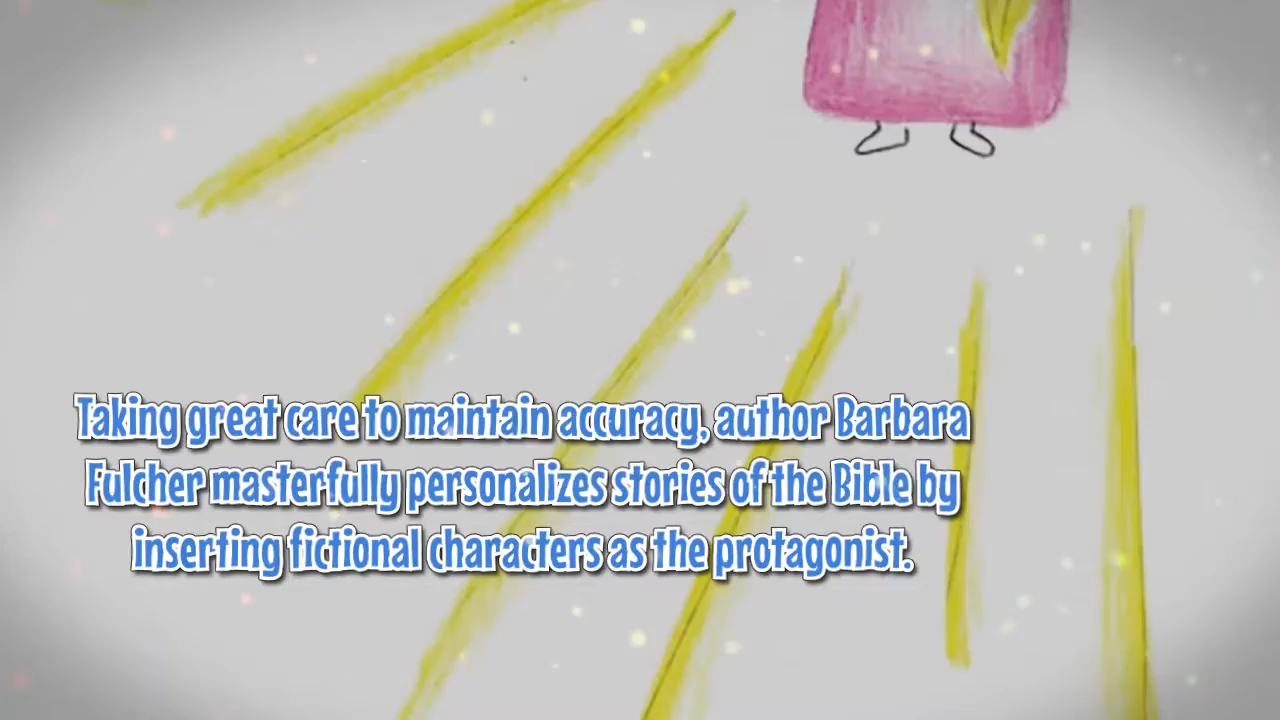 Taking great care to maintain accuracy, author Barbara
Fulcher masterfully personalizes stories of the Bible by
inserting fictional characters as the protagonist.